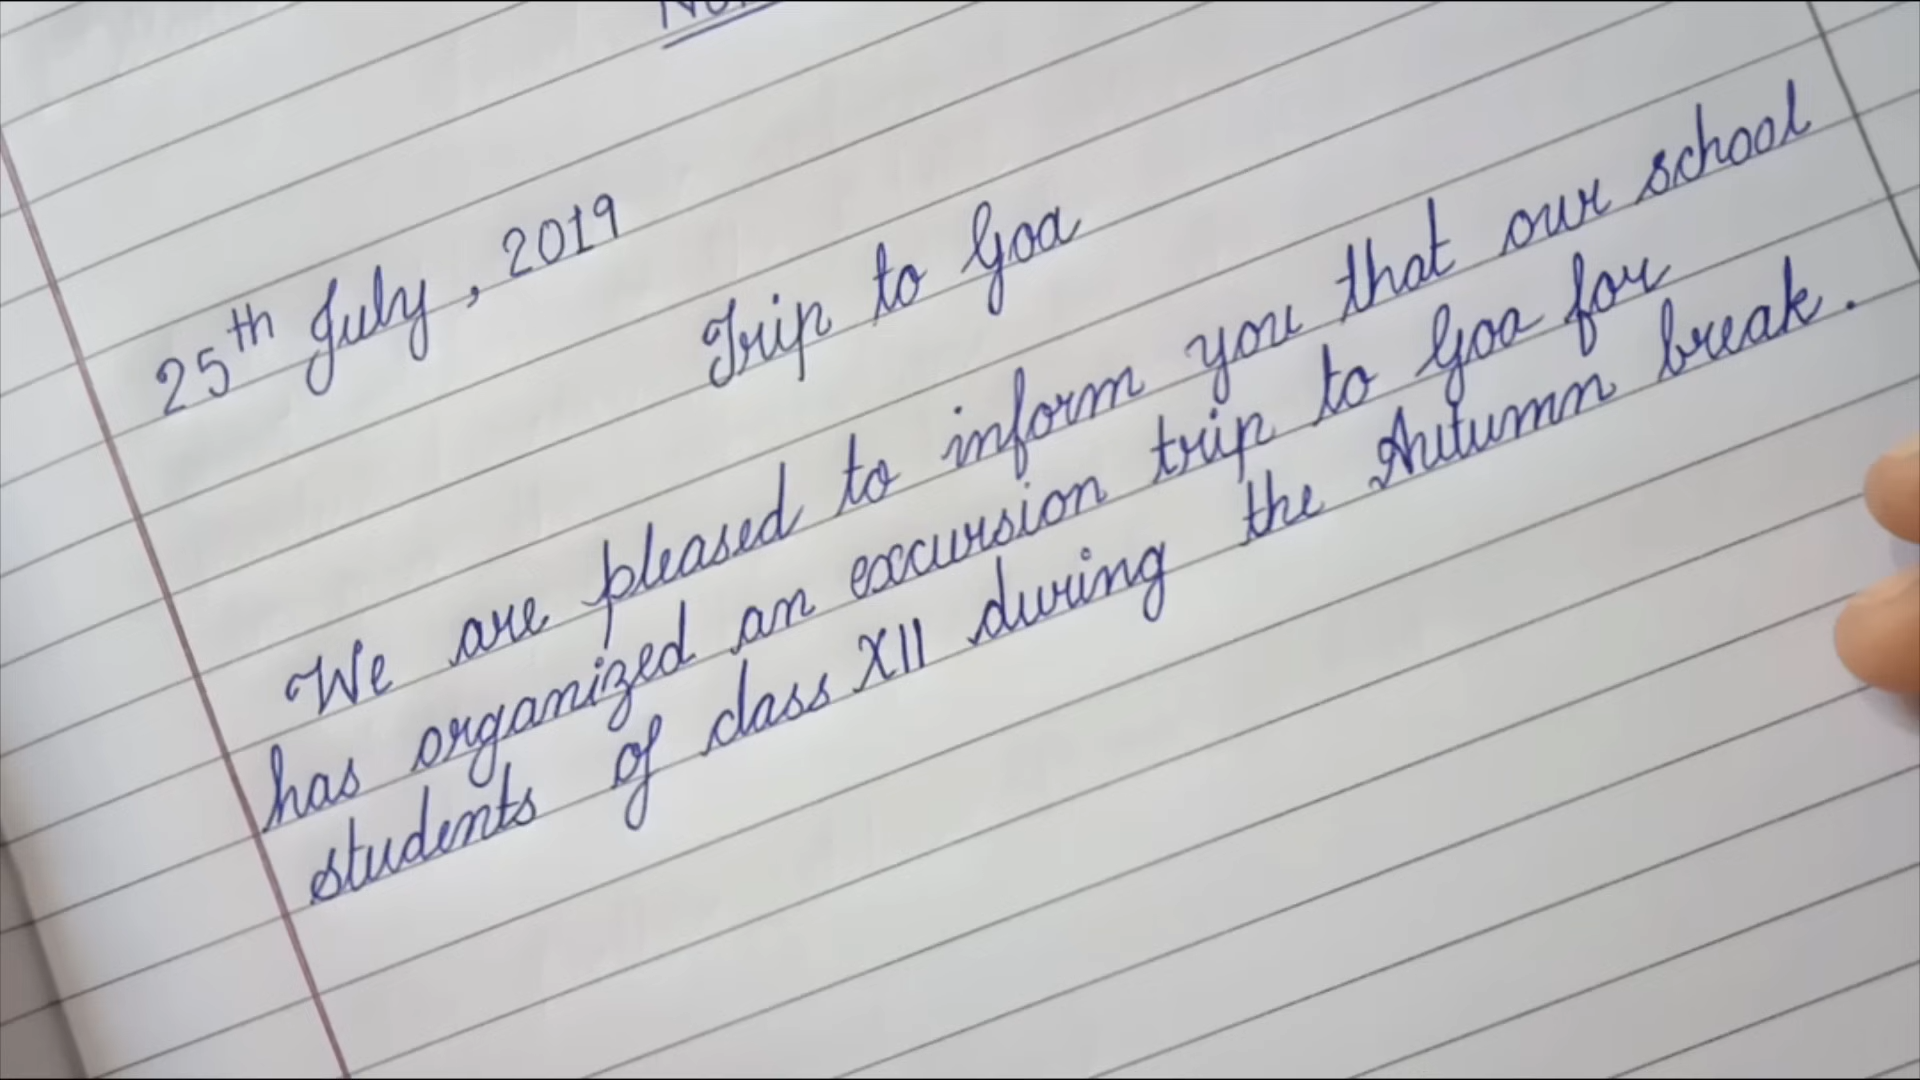 25th July, 2019
Trip to Goa
We are pleased to inform you that our school
has organized an excursion trip to Goa for
students of class XII during the Autumn break.